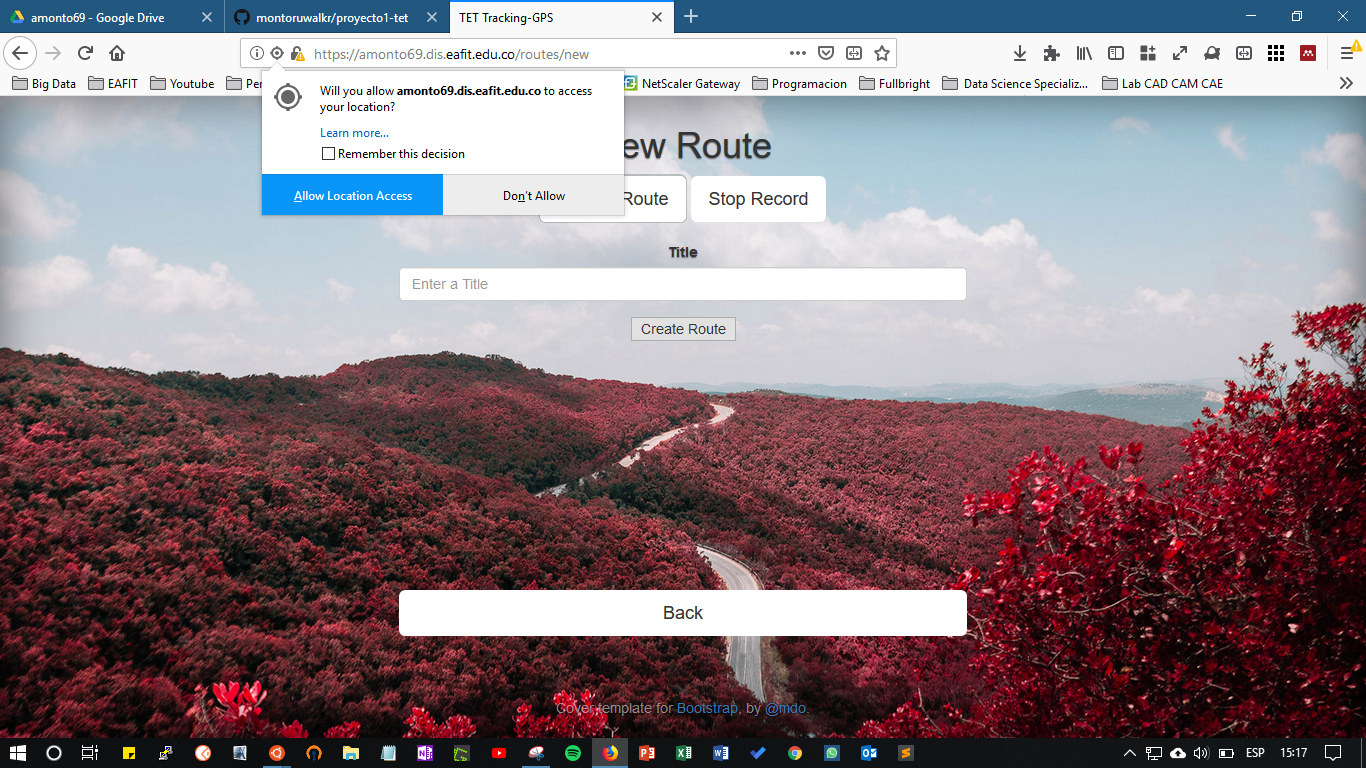 amonto69 - Google Drive
montoruwalkr/proyecto1-tet
TET Tracking-GPS
https://amonto69.dis.eafit.edu.co/routes/new
Big Data
EAFIT
Youtube
NetScaler Gateway
Programacion
Fullbright
Data Science Specializ...
Lab CAD CAM CAE
Will you allow amonto69.dis.eafit.edu.co to access
your location?
Learn more...
Remember this decision
Allow Location Access
Don't Allow
ew Route
Route
Stop Record
Title
Enter a Title
Create Route
Back
Cover template for Bootstrap, by @mdo.
ESP
15:17